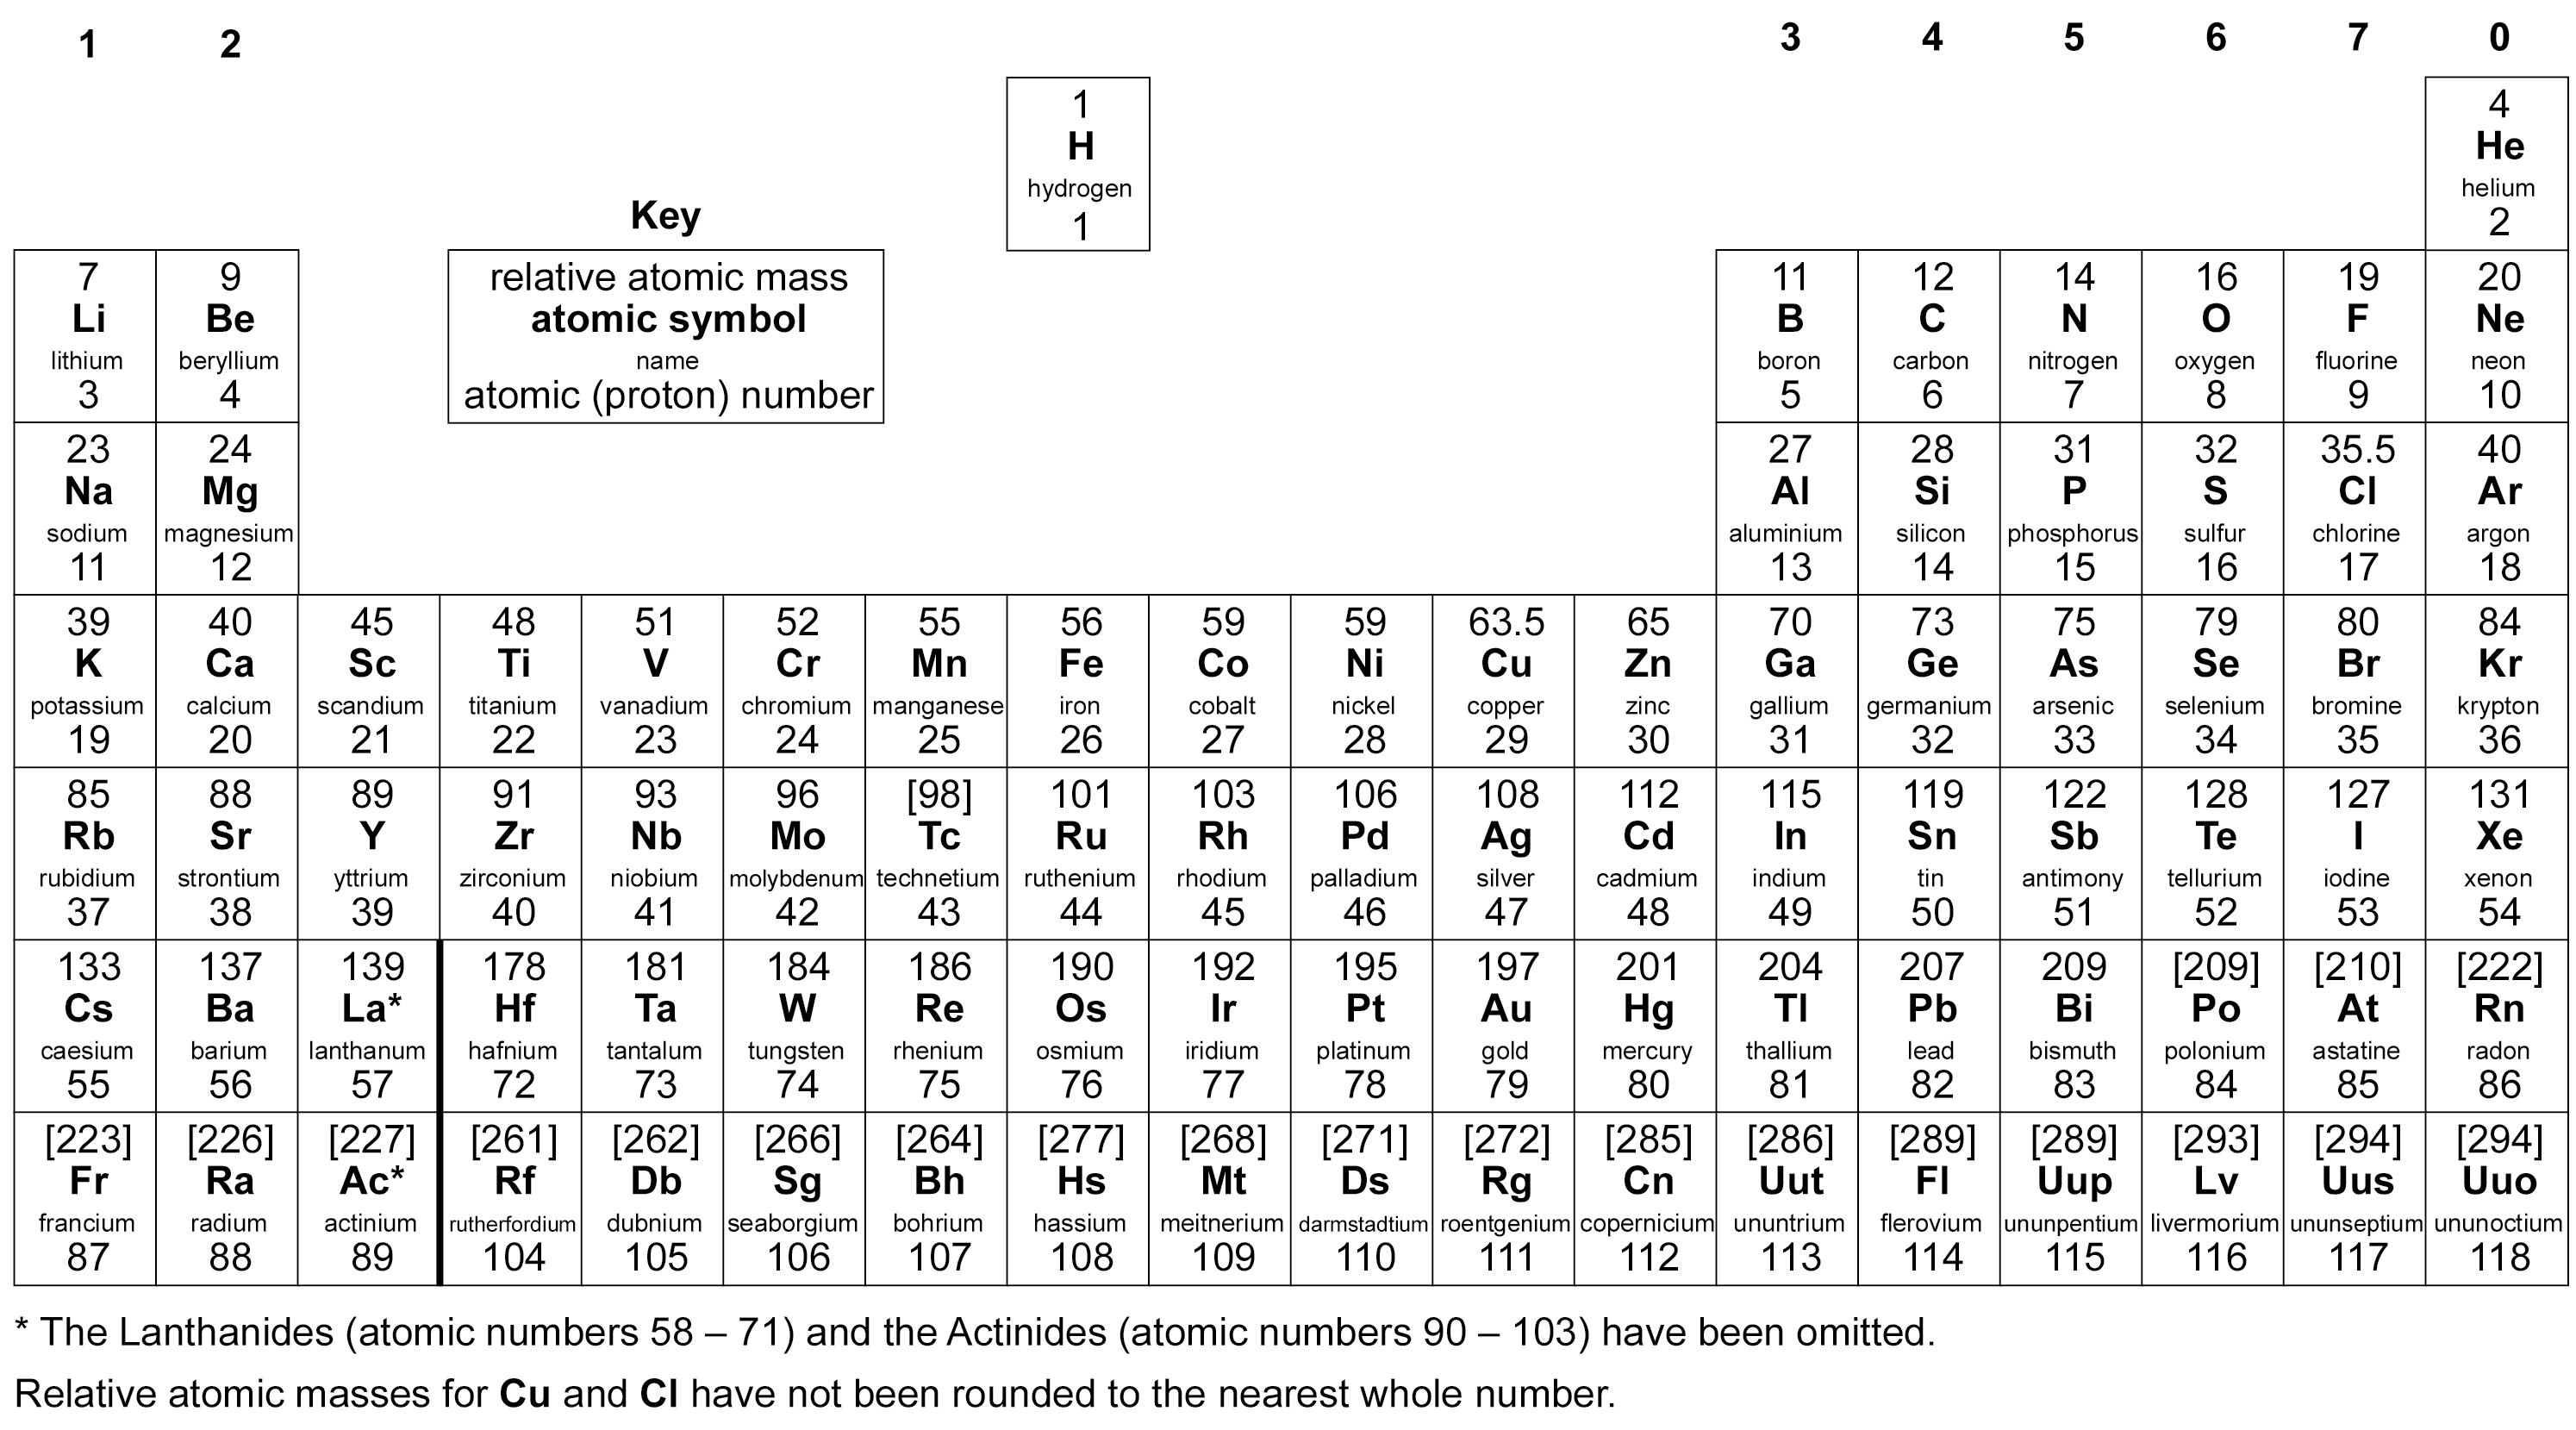 1 2 3 4 5 6 7 0
1 4
H He
hydrogen helium
Key
1 2
7 9 relative atomic mass 11 12 14 16 19 20
Li Be atomic symbol B C N O F Ne
lithium beryllium name boron carbon nitrogen oxygen fluorine neon
3 4 atomic (proton) number 5 6 7 8 9 10
23 24 27 28 31 32 35.5 40
Na Mg Al Si P S Cl Ar
sodium magnesium aluminium silicon phosphorus sulfur chlorine argon
11 12 13 14 15 16 17 18
39 40 45 48 51 52 55 56 59 59 63.5 65 70 73 75 79 80 84
K Ca Sc Ti V Cr Mn Fe Co Ni Cu Zn Ga Ge As Se Br Kr
potassium calcium scandium titanium vanadium chromium manganese iron cobalt nickel copper zinc gallium germanium arsenic selenium bromine krypton
19 20 21 22 23 24 25 26 27 28 29 30 31 32 33 34 35 36
85 88 89 91 93 96 [98] 101 103 106 108 112 115 119 122 128 127 131
Rb Sr Y Zr Nb Mo Tc Ru Rh Pd Ag Cd In Sn Sb Te I Xe
rubidium strontium yttrium zirconium niobium molybdenum technetium ruthenium rhodium palladium silver cadmium indium tin antimony tellurium iodine xenon
37 38 39 40 41 42 43 44 45 46 47 48 49 50 51 52 53 54
133 137 139 178 181 184 186 190 192 195 197 201 204 207 209 [209] [210] [222]
Cs Ba La* Hf Ta W Re Os Ir Pt Au Hg Tl Pb Bi Po At Rn
caesium barium lanthanum hafnium tantalum tungsten rhenium osmium iridium platinum gold mercury thallium lead bismuth polonium astatine radon
55 56 57 72 73 74 75 76 77 78 79 80 81 82 83 84 85 86
[223] [226] [227] [261] [262] [266] [264] [277] [268] [271] [272] [285] [286] [289] [289] [293] [294] [294]
Fr Ra Ac* Rf Db Sg Bh Hs Mt Ds Rg Cn Uut Fl Uup Lv Uus Uuo
francium radium actinium rutherfordium dubnium seaborgium bohrium hassium meitnerium darmstadtium roentgenium copernicium ununtrium flerovium ununpentium livermorium ununseptium ununoctium
87 88 89 104 105 106 107 108 109 110 111 112 113 114 115 116 117 118
* The Lanthanides (atomic numbers 58 – 71) and the Actinides (atomic numbers 90 – 103) have been omitted.
Relative atomic masses for Cu and Cl have not been rounded to the nearest whole number.